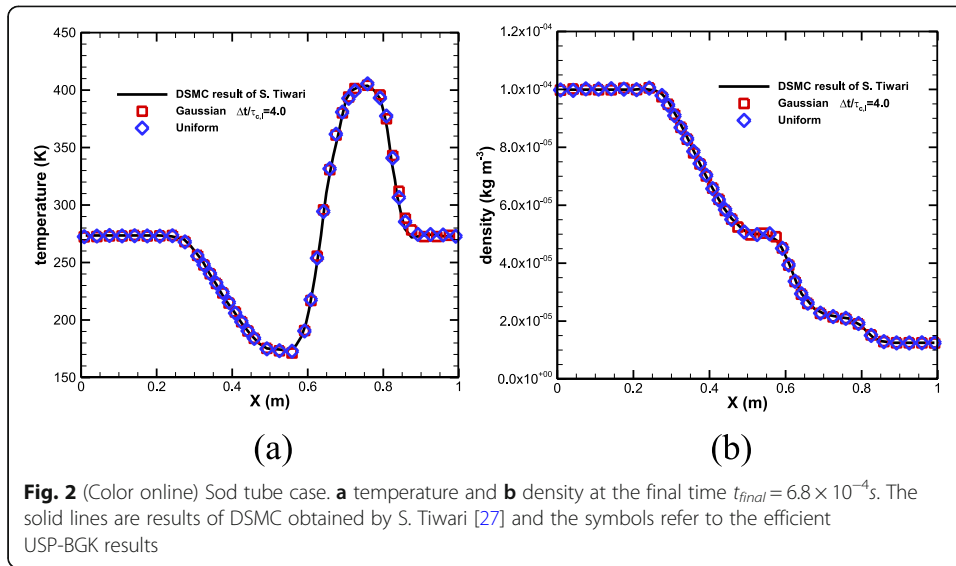 450
400
350
300
250
200
150
temperature (K)
DSMC result of S. Tiwari
Gaussian Δt/τc,l=4.0
Uniform
0 0.2 0.4 0.6 0.8 1
X (m)
(a)
1.2x10⁻⁰⁴
1.0x10⁻⁰⁴
8.0x10⁻⁰⁵
6.0x10⁻⁰⁵
4.0x10⁻⁰⁵
2.0x10⁻⁰⁵
0.0x10⁺⁰⁰
density (kg m⁻³)
DSMC result of S. Tiwari
Gaussian Δt/τc,l=4.0
Uniform
0 0.2 0.4 0.6 0.8 1
X (m)
(b)
Fig. 2 (Color online) Sod tube case. a temperature and b density at the final time tfinal = 6.8 × 10⁻⁴s. The
solid lines are results of DSMC obtained by S. Tiwari [27] and the symbols refer to the efficient
USP-BGK results